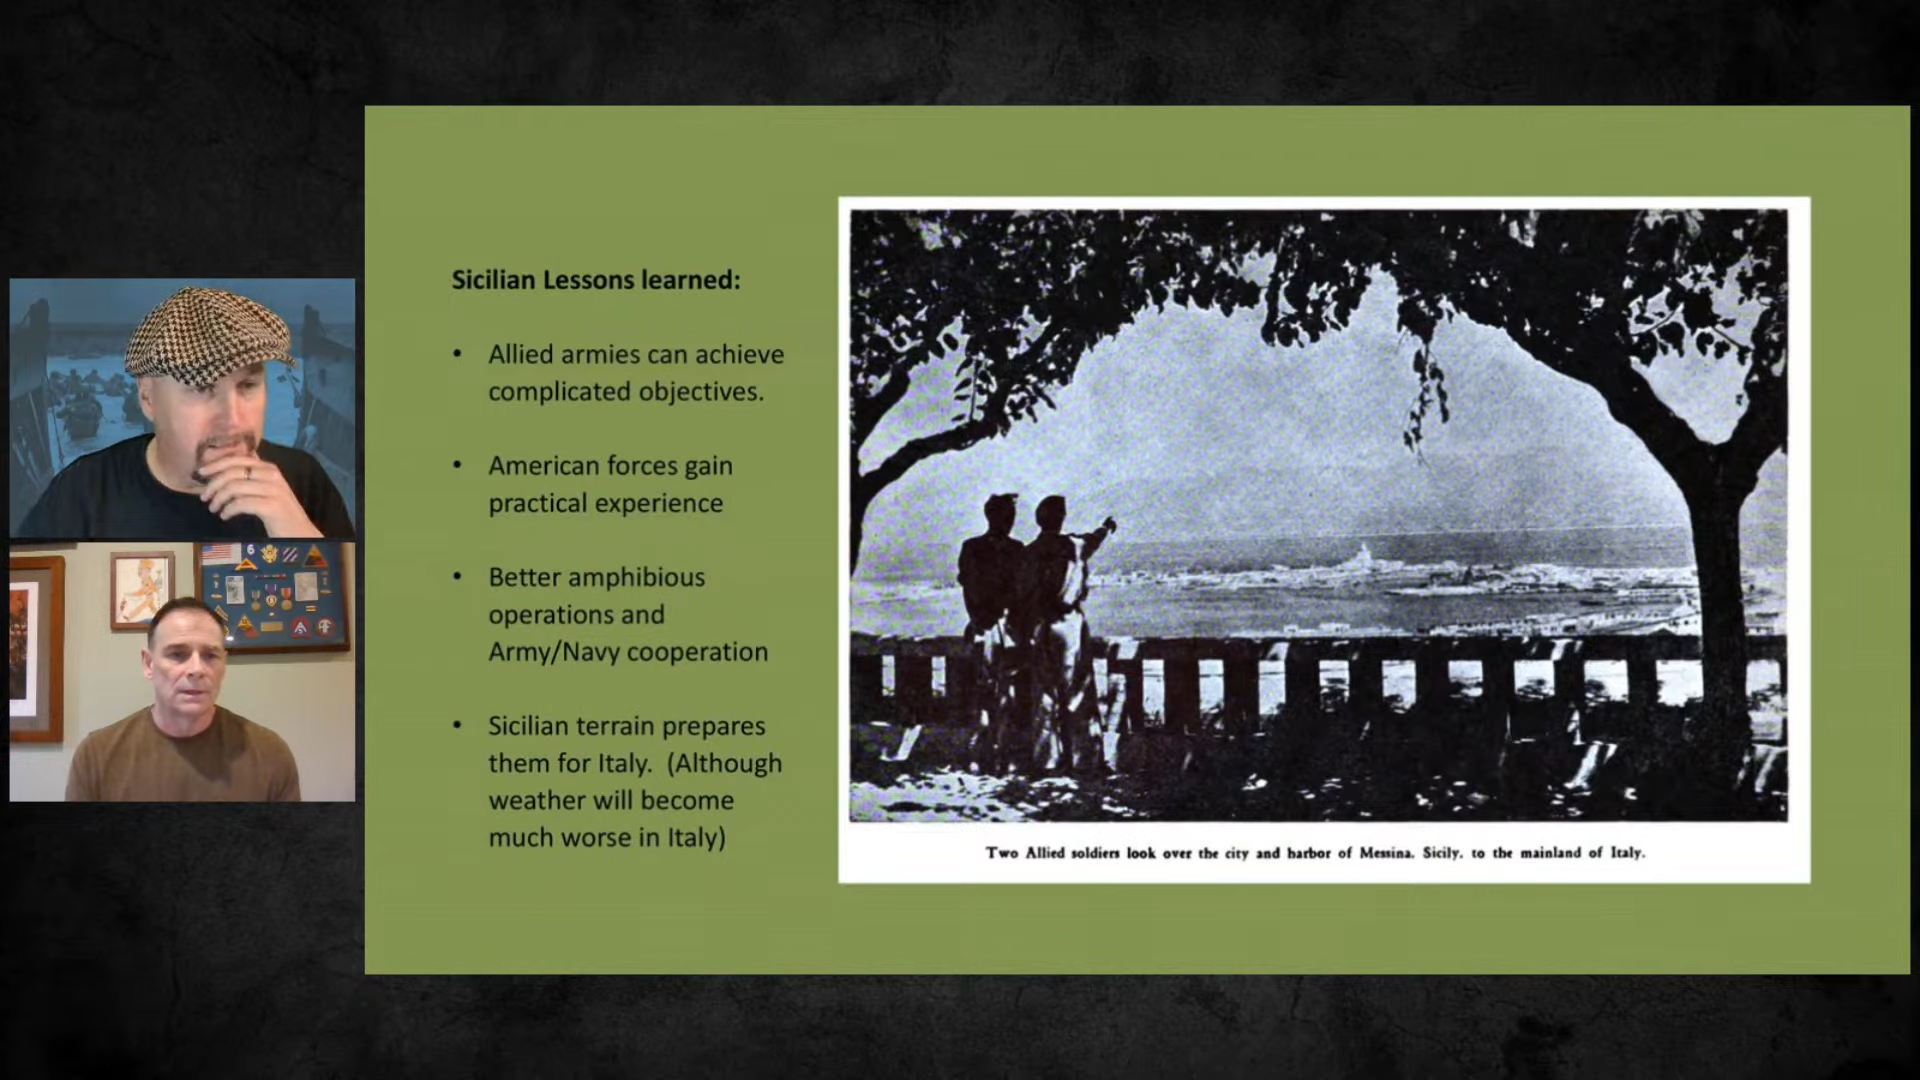 Sicilian Lessons learned:
• Allied armies can achieve
complicated objectives.
• American forces gain
practical experience
• Better amphibious
operations and
Army/Navy cooperation
• Sicilian terrain prepares
them for Italy. (Although
weather will become
much worse in Italy)
Two Allied soldiers look over the city and harbor of Messina, Sicily, to the mainland of Italy.
6